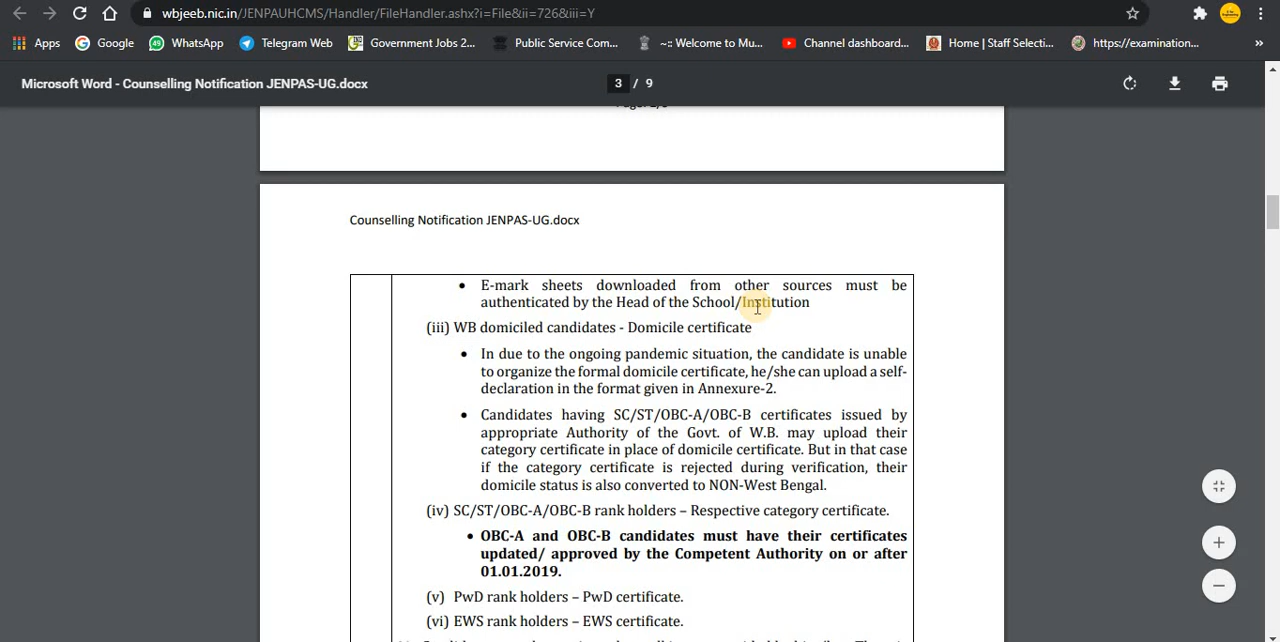 wbjeeb.nic.in/JENPAUHCMS/Handler/FileHandler.ashx?i=File&ii=726&iii=Y
Apps Google WhatsApp Telegram Web Government Jobs 2... Public Service Com... ~:: Welcome to Mu... Channel dashboard... Home | Staff Selecti... https://examination... »
Microsoft Word - Counselling Notification JENPAS-UG.docx 3 / 9
Counselling Notification JENPAS-UG.docx
• E-mark sheets downloaded from other sources must be
authenticated by the Head of the School/Institution
(iii) WB domiciled candidates - Domicile certificate
• In due to the ongoing pandemic situation, the candidate is unable
to organize the formal domicile certificate, he/she can upload a self-
declaration in the format given in Annexure-2.
• Candidates having SC/ST/OBC-A/OBC-B certificates issued by
appropriate Authority of the Govt. of W.B. may upload their
category certificate in place of domicile certificate. But in that case
if the category certificate is rejected during verification, their
domicile status is also converted to NON-West Bengal.
(iv) SC/ST/OBC-A/OBC-B rank holders – Respective category certificate.
• OBC-A and OBC-B candidates must have their certificates
updated/ approved by the Competent Authority on or after
01.01.2019.
(v) PwD rank holders – PwD certificate.
(vi) EWS rank holders – EWS certificate.